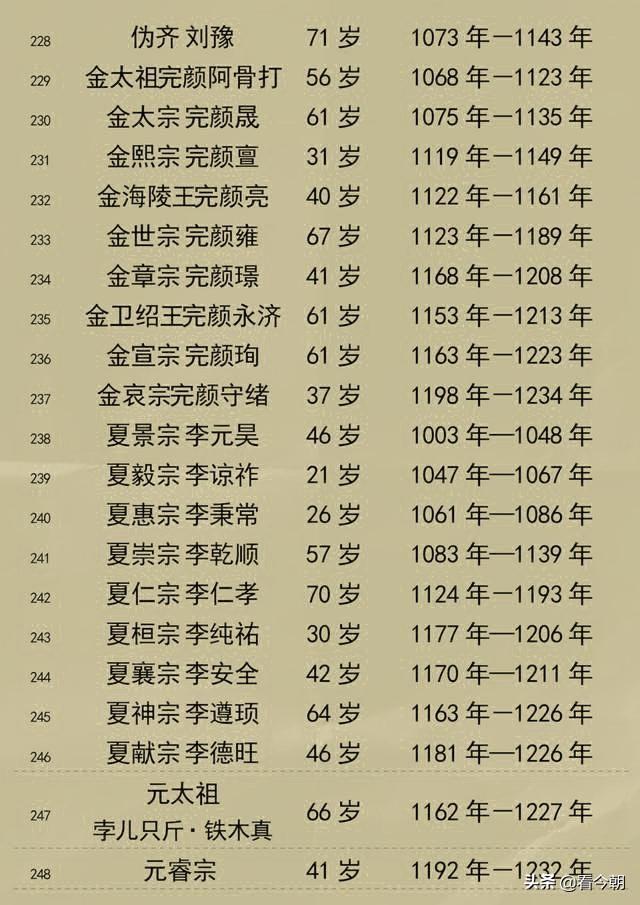 228 伪齐 刘豫 71 岁 1073 年－1143 年
229 金太祖完颜阿骨打 56 岁 1068 年－1123 年
230 金太宗 完颜晟 61 岁 1075 年－1135 年
231 金熙宗 完颜亶 31 岁 1119 年－1149 年
232 金海陵王完颜亮 40 岁 1122 年－1161 年
233 金世宗 完颜雍 67 岁 1123 年－1189 年
234 金章宗 完颜璟 41 岁 1168 年－1208 年
235 金卫绍王完颜永济 61 岁 1153 年－1213 年
236 金宣宗 完颜珣 61 岁 1163 年－1223 年
237 金哀宗完颜守绪 37 岁 1198 年－1234 年
238 夏景宗 李元昊 46 岁 1003 年－1048 年
239 夏毅宗 李谅祚 21 岁 1047 年－1067 年
240 夏惠宗 李秉常 26 岁 1061 年—1086 年
241 夏崇宗 李乾顺 57 岁 1083 年—1139 年
242 夏仁宗 李仁孝 70 岁 1124 年－1193 年
243 夏桓宗 李纯祐 30 岁 1177 年—1206 年
244 夏襄宗 李安全 42 岁 1170 年—1211 年
245 夏神宗 李遵顼 64 岁 1163 年－1226 年
246 夏献宗 李德旺 46 岁 1181 年—1226 年
247 元太祖
孛儿只斤·铁木真 66 岁 1162 年－1227 年
248 元睿宗 41 岁 1192 年－1232 年
头条 @看今朝